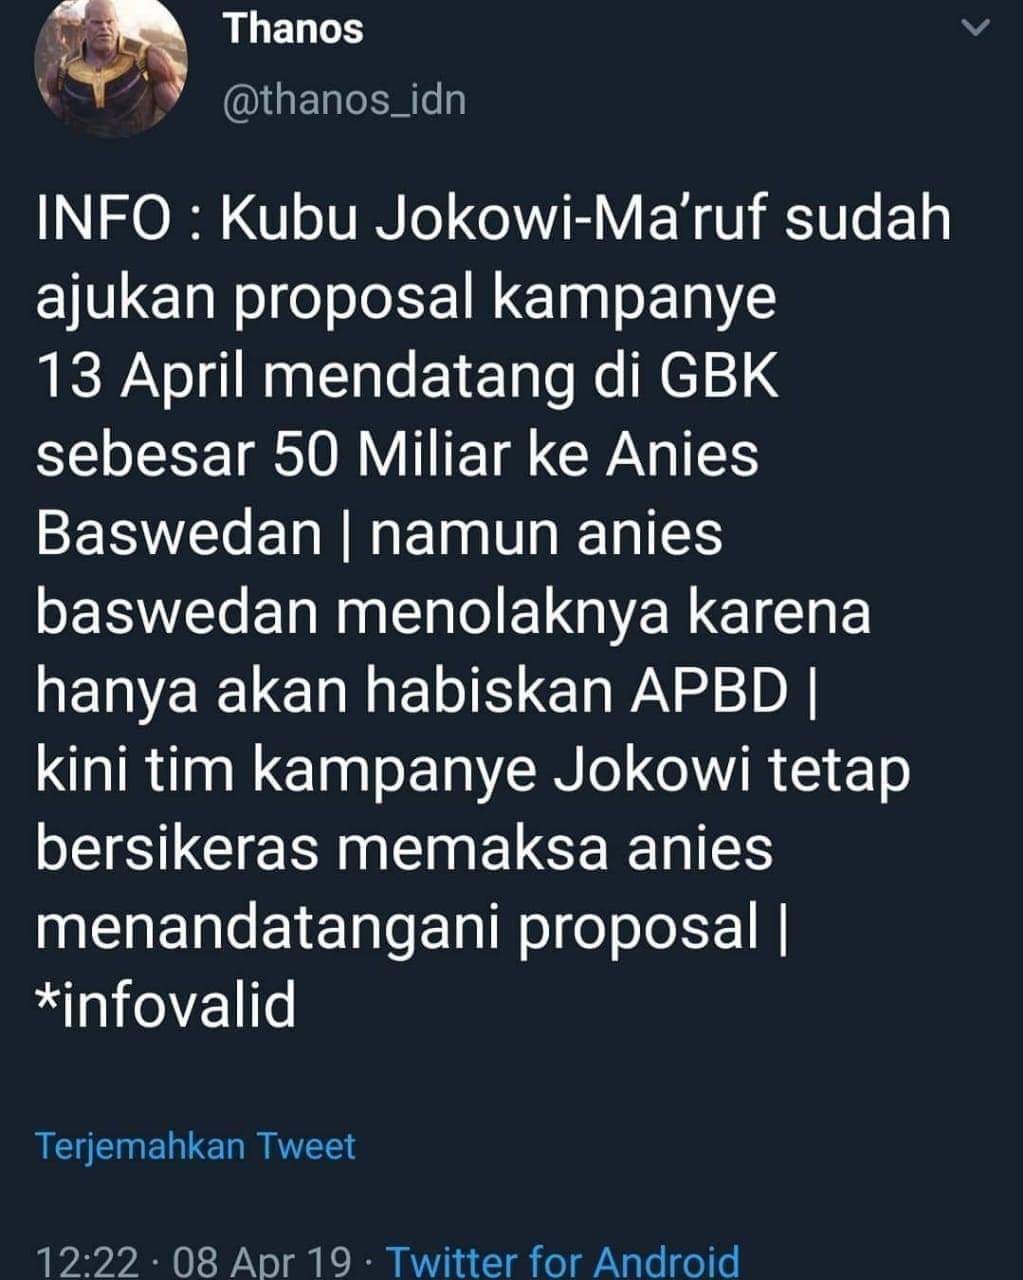 Thanos
@thanos_idn
INFO : Kubu Jokowi-Ma’ruf sudah
ajukan proposal kampanye
13 April mendatang di GBK
sebesar 50 Miliar ke Anies
Baswedan | namun anies
baswedan menolaknya karena
hanya akan habiskan APBD |
kini tim kampanye Jokowi tetap
bersikeras memaksa anies
menandatangani proposal |
*infovalid
Terjemahkan Tweet
12:22 · 08 Apr 19 · Twitter for Android